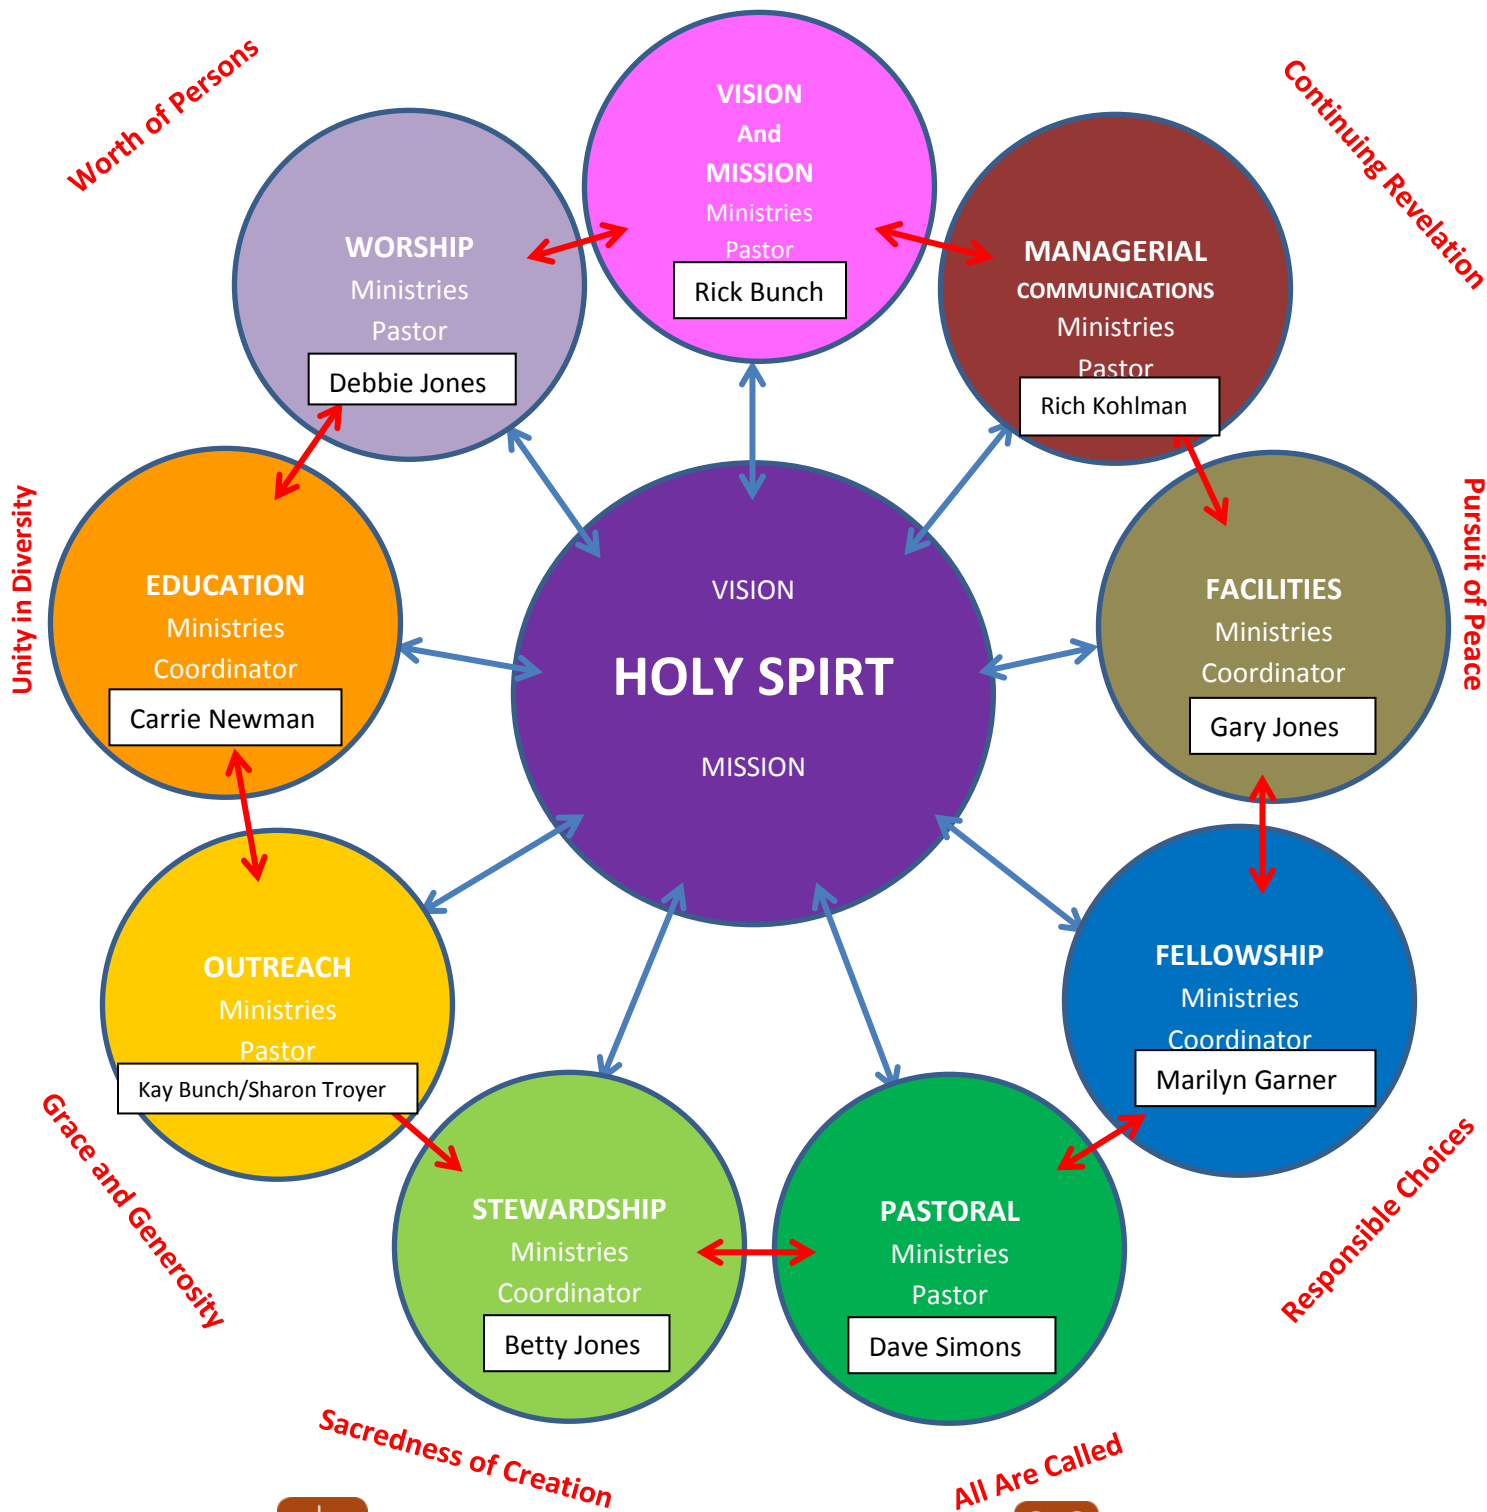 Worth of Persons
Continuing Revelation
VISION
And
MISSION
Ministries
Pastor
Rick Bunch
WORSHIP
Ministries
Pastor
Debbie Jones
MANAGERIAL
COMMUNICATIONS
Ministries
Pastor
Rich Kohlman
Unity in Diversity
Pursuit of Peace
EDUCATION
Ministries
Coordinator
Carrie Newman
VISION
HOLY SPIRT
MISSION
FACILITIES
Ministries
Coordinator
Gary Jones
OUTREACH
Ministries
Pastor
Kay Bunch/Sharon Troyer
FELLOWSHIP
Ministries
Coordinator
Marilyn Garner
Grace and Generosity
Responsible Choices
STEWARDSHIP
Ministries
Coordinator
Betty Jones
PASTORAL
Ministries
Pastor
Dave Simons
Sacredness of Creation
All Are Called